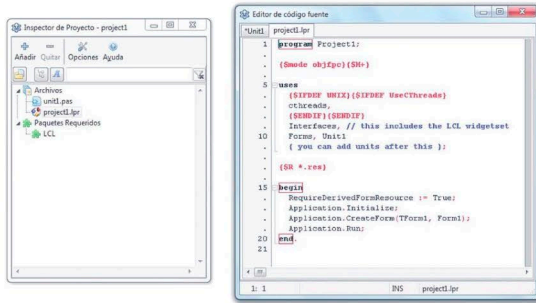 Inspector de Proyecto - project1
Añadir Quitar Opciones Ayuda
Archivos
unit1.pas
project1.lpr
Paquetes Requeridos
LCL
Editor de código fuente
*Unit1 project1.lpr
1 program Project1;
. 
. {$mode objfpc}{$H+}
. 
5 uses
. {$IFDEF UNIX}{$IFDEF UseCThreads}
. cthreads,
. {$ENDIF}{$ENDIF}
. Interfaces, // this includes the LCL widgetset
10 Forms, Unit1
. { you can add units after this };
. 
. {$R *.res}
. 
15 begin
. RequireDerivedFormResource := True;
. Application.Initialize;
. Application.CreateForm(TForm1, Form1);
. Application.Run;
20 end.
21
1: 1 INS project1.lpr